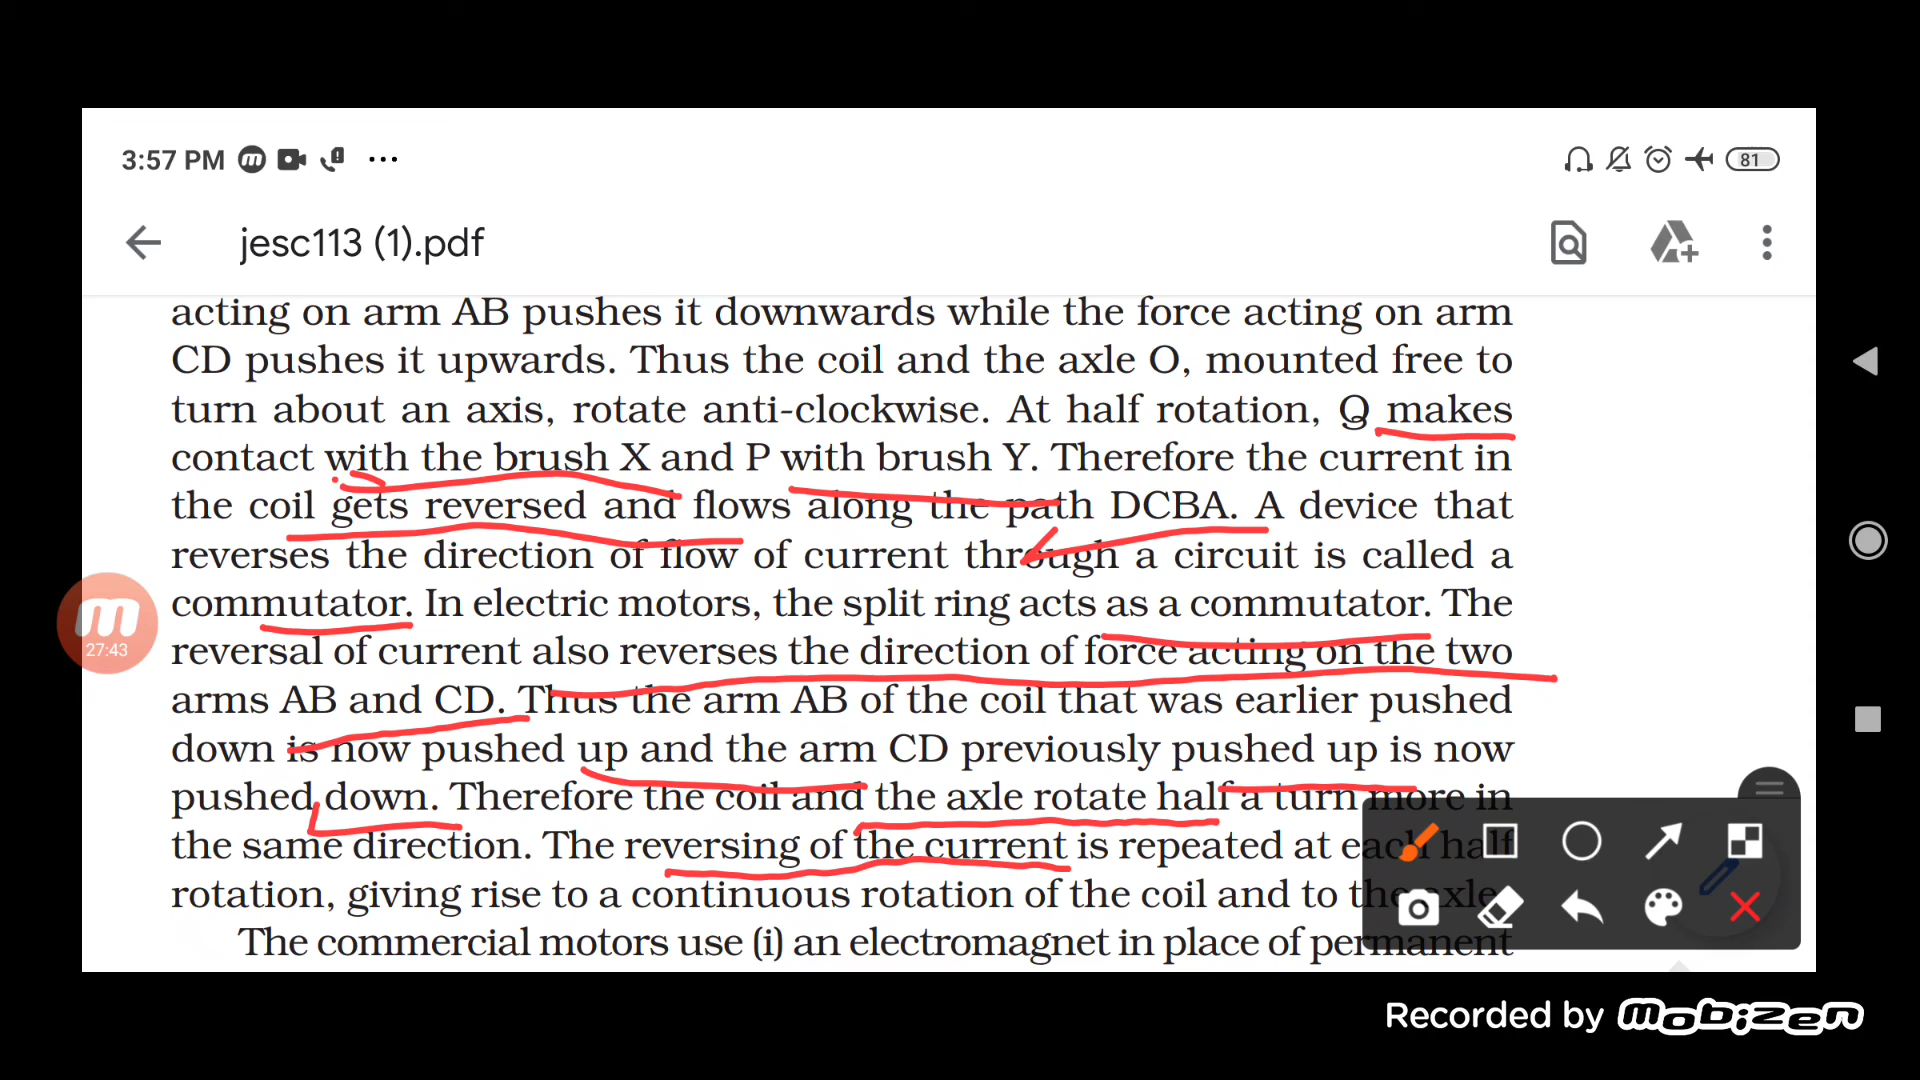 3:57 PM
81
jesc113 (1).pdf
acting on arm AB pushes it downwards while the force acting on arm
CD pushes it upwards. Thus the coil and the axle O, mounted free to
turn about an axis, rotate anti-clockwise. At half rotation, Q makes
contact with the brush X and P with brush Y. Therefore the current in
the coil gets reversed and flows along the path DCBA. A device that
reverses the direction of flow of current through a circuit is called a
commutator. In electric motors, the split ring acts as a commutator. The
reversal of current also reverses the direction of force acting on the two
arms AB and CD. Thus the arm AB of the coil that was earlier pushed
down is now pushed up and the arm CD previously pushed up is now
pushed down. Therefore the coil and the axle rotate half a turn more in
the same direction. The reversing of the current is repeated at each half
rotation, giving rise to a continuous rotation of the coil and to the axle.
The commercial motors use (i) an electromagnet in place of permanent
m
27:43
Recorded by mobizen